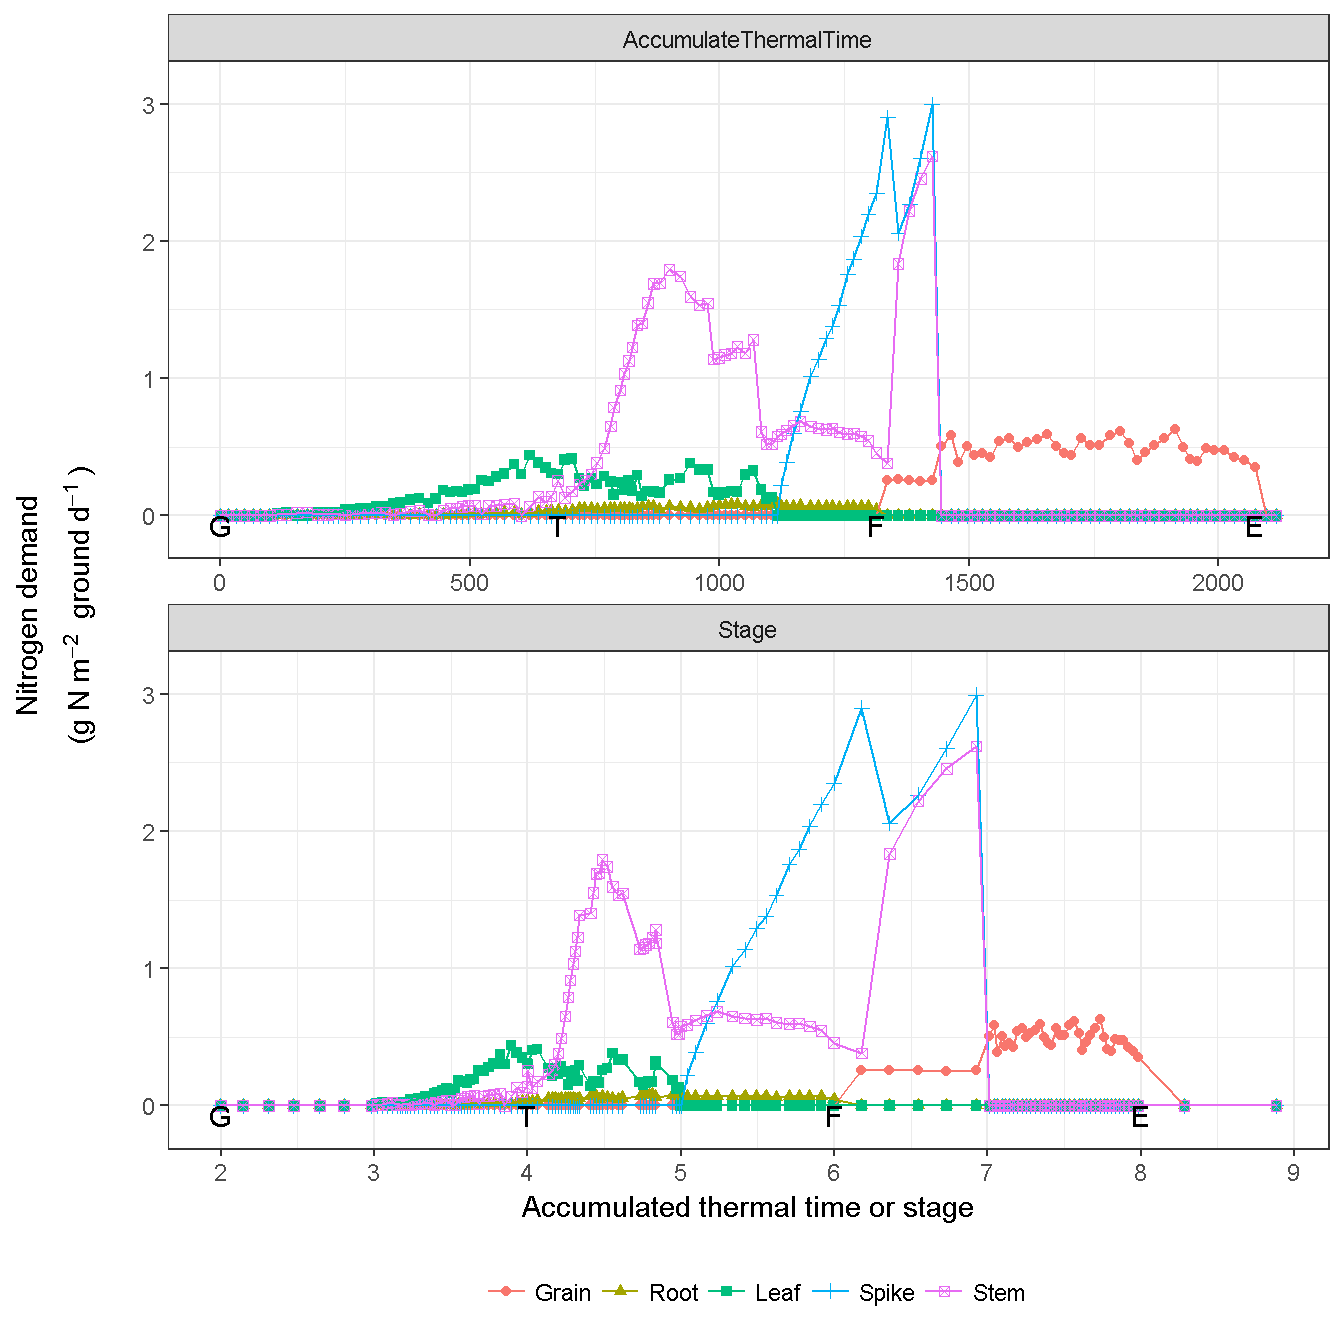 AccumulateThermalTime
3
2
1
0
G T F E
0 500 1000 1500 2000
Stage
3
2
1
0
G T F E
2 3 4 5 6 7 8 9
Nitrogen demand
(g N m⁻² ground d⁻¹)
Accumulated thermal time or stage
Grain Root Leaf Spike Stem